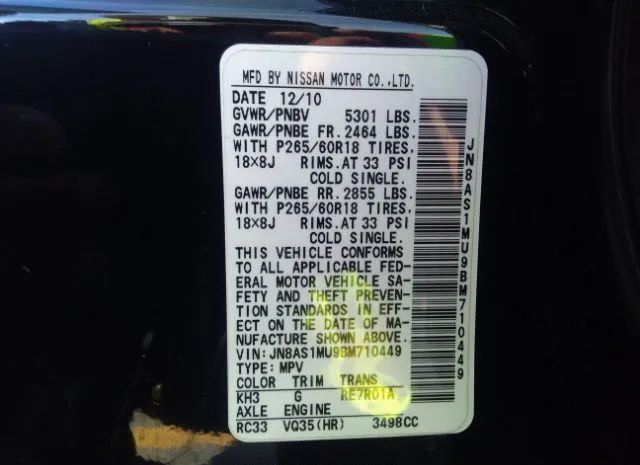 MFD BY NISSAN MOTOR CO.,LTD.
DATE 12/10
GVWR/PNBV 5301 LBS.
GAWR/PNBE FR. 2464 LBS.
WITH P265/60R18 TIRES,
18×8J RIMS. AT 33 PSI
COLD SINGLE.
GAWR/PNBE RR. 2855 LBS.
WITH P265/60R18 TIRES,
18×8J RIMS. AT 33 PSI
COLD SINGLE.
THIS VEHICLE CONFORMS
TO ALL APPLICABLE FED-
ERAL MOTOR VEHICLE SA-
FETY AND THEFT PREVEN-
TION STANDARDS IN EFF-
ECT ON THE DATE OF MA-
NUFACTURE SHOWN ABOVE.
VIN:JN8AS1MU9BM710449
TYPE:MPV
COLOR TRIM TRANS
KH3 G RE7R01A
AXLE ENGINE
RC33 VQ35(HR) 3498CC
JN8AS1MU9BM710449